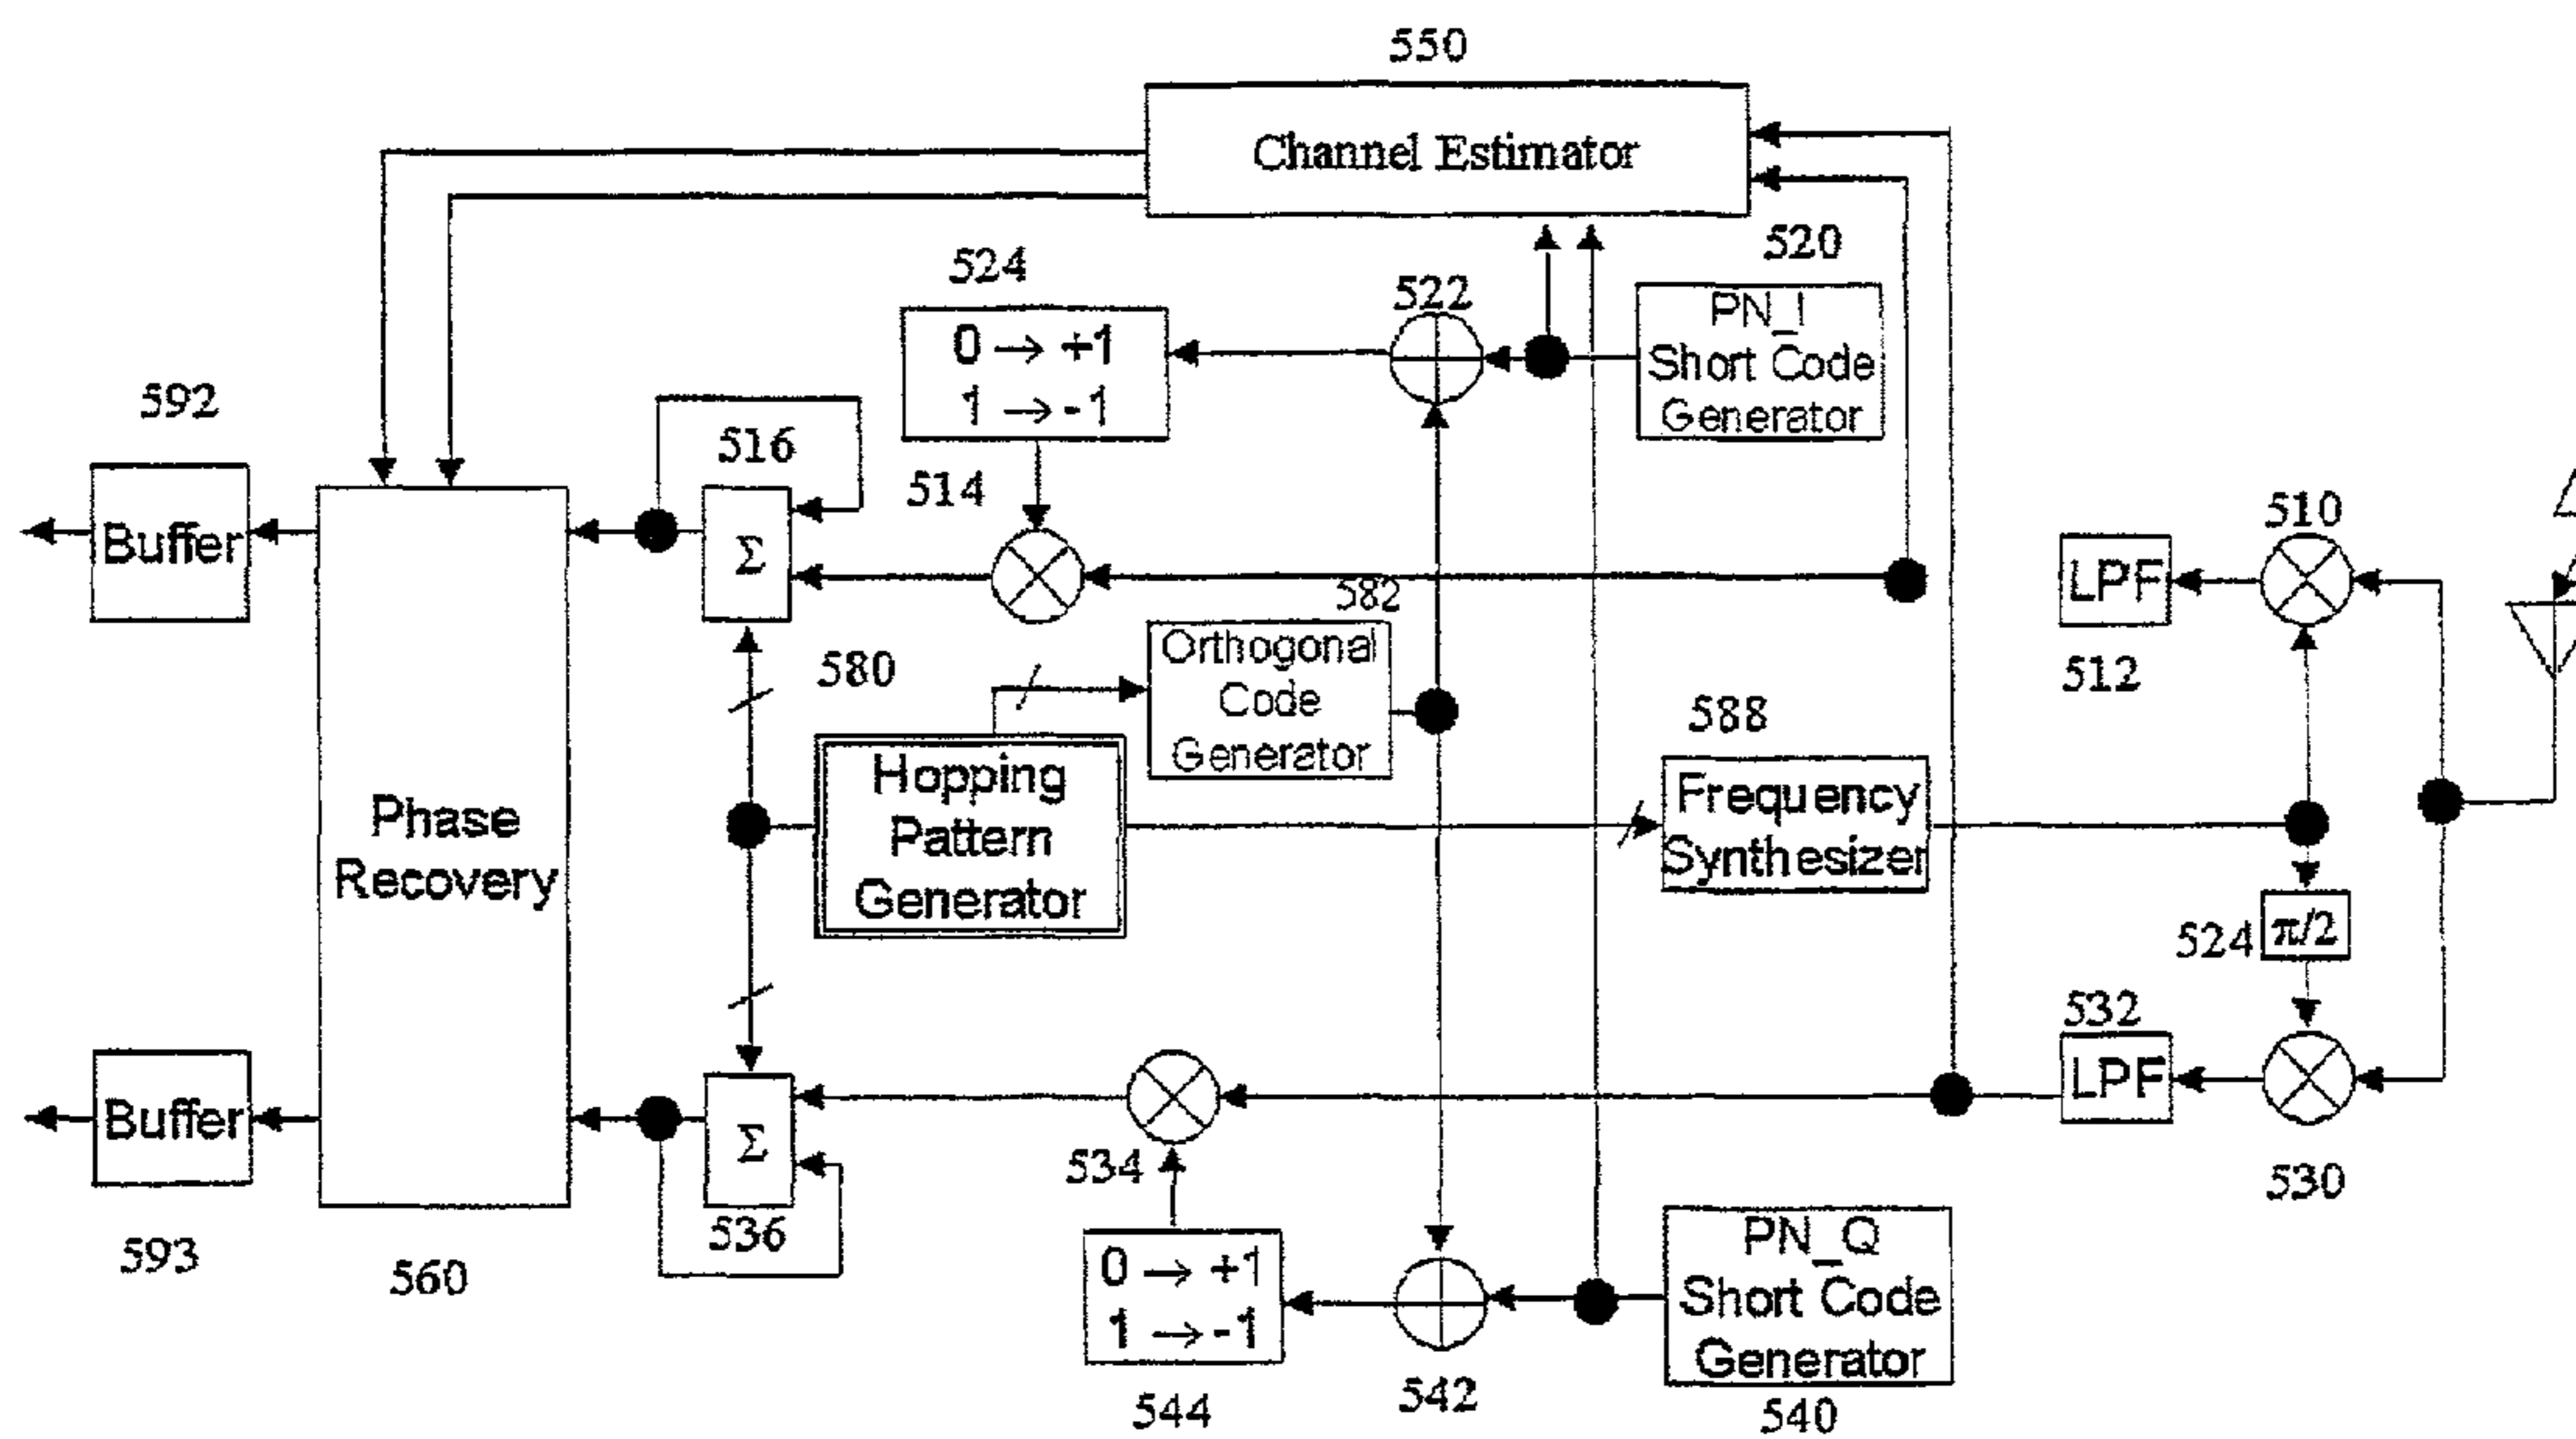 550
Channel Estimator
520
524
522
0 → +1
1 → -1
PN_I
Short Code
Generator
592
516
514
510
Buffer
Σ
LPF
512
582
580
Orthogonal
Code
Generator
588
Hopping
Pattern
Generator
Frequency
Synthesizer
Phase
Recovery
524
π/2
532
LPF
Buffer
Σ
534
530
536
593
560
0 → +1
1 → -1
PN_Q
Short Code
Generator
544
542
540